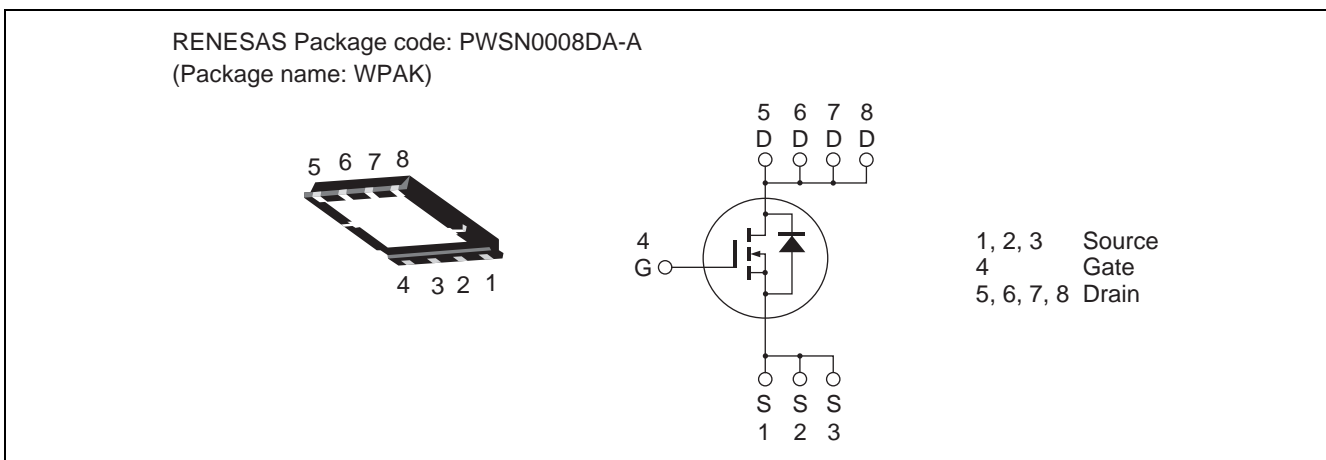 RENESAS Package code: PWSN0008DA-A
(Package name: WPAK)
5 6 7 8
4 3 2 1
5 6 7 8
D D D D
4
G
S S S
1 2 3
1, 2, 3 Source
4 Gate
5, 6, 7, 8 Drain